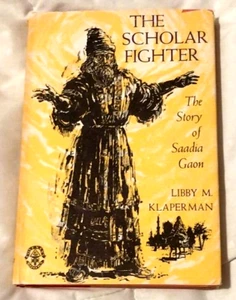 THE
SCHOLAR
FIGHTER
The
Story
of
Saadia
Gaon
LIBBY M.
KLAPERMAN